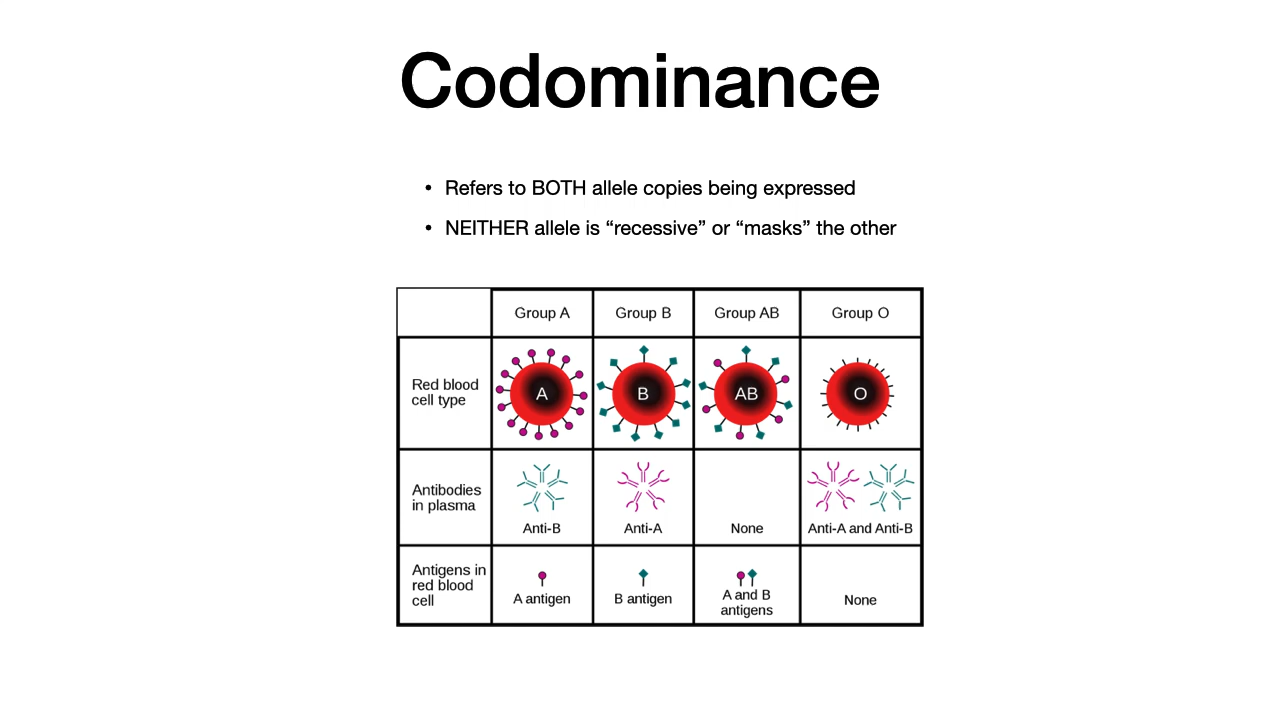 Codominance
• Refers to BOTH allele copies being expressed
• NEITHER allele is “recessive” or “masks” the other
Group A
Group B
Group AB
Group O
Red blood
cell type
A
B
AB
O
Antibodies
in plasma
Anti-B
Anti-A
None
Anti-A and Anti-B
Antigens in
red blood
cell
A antigen
B antigen
A and B
antigens
None